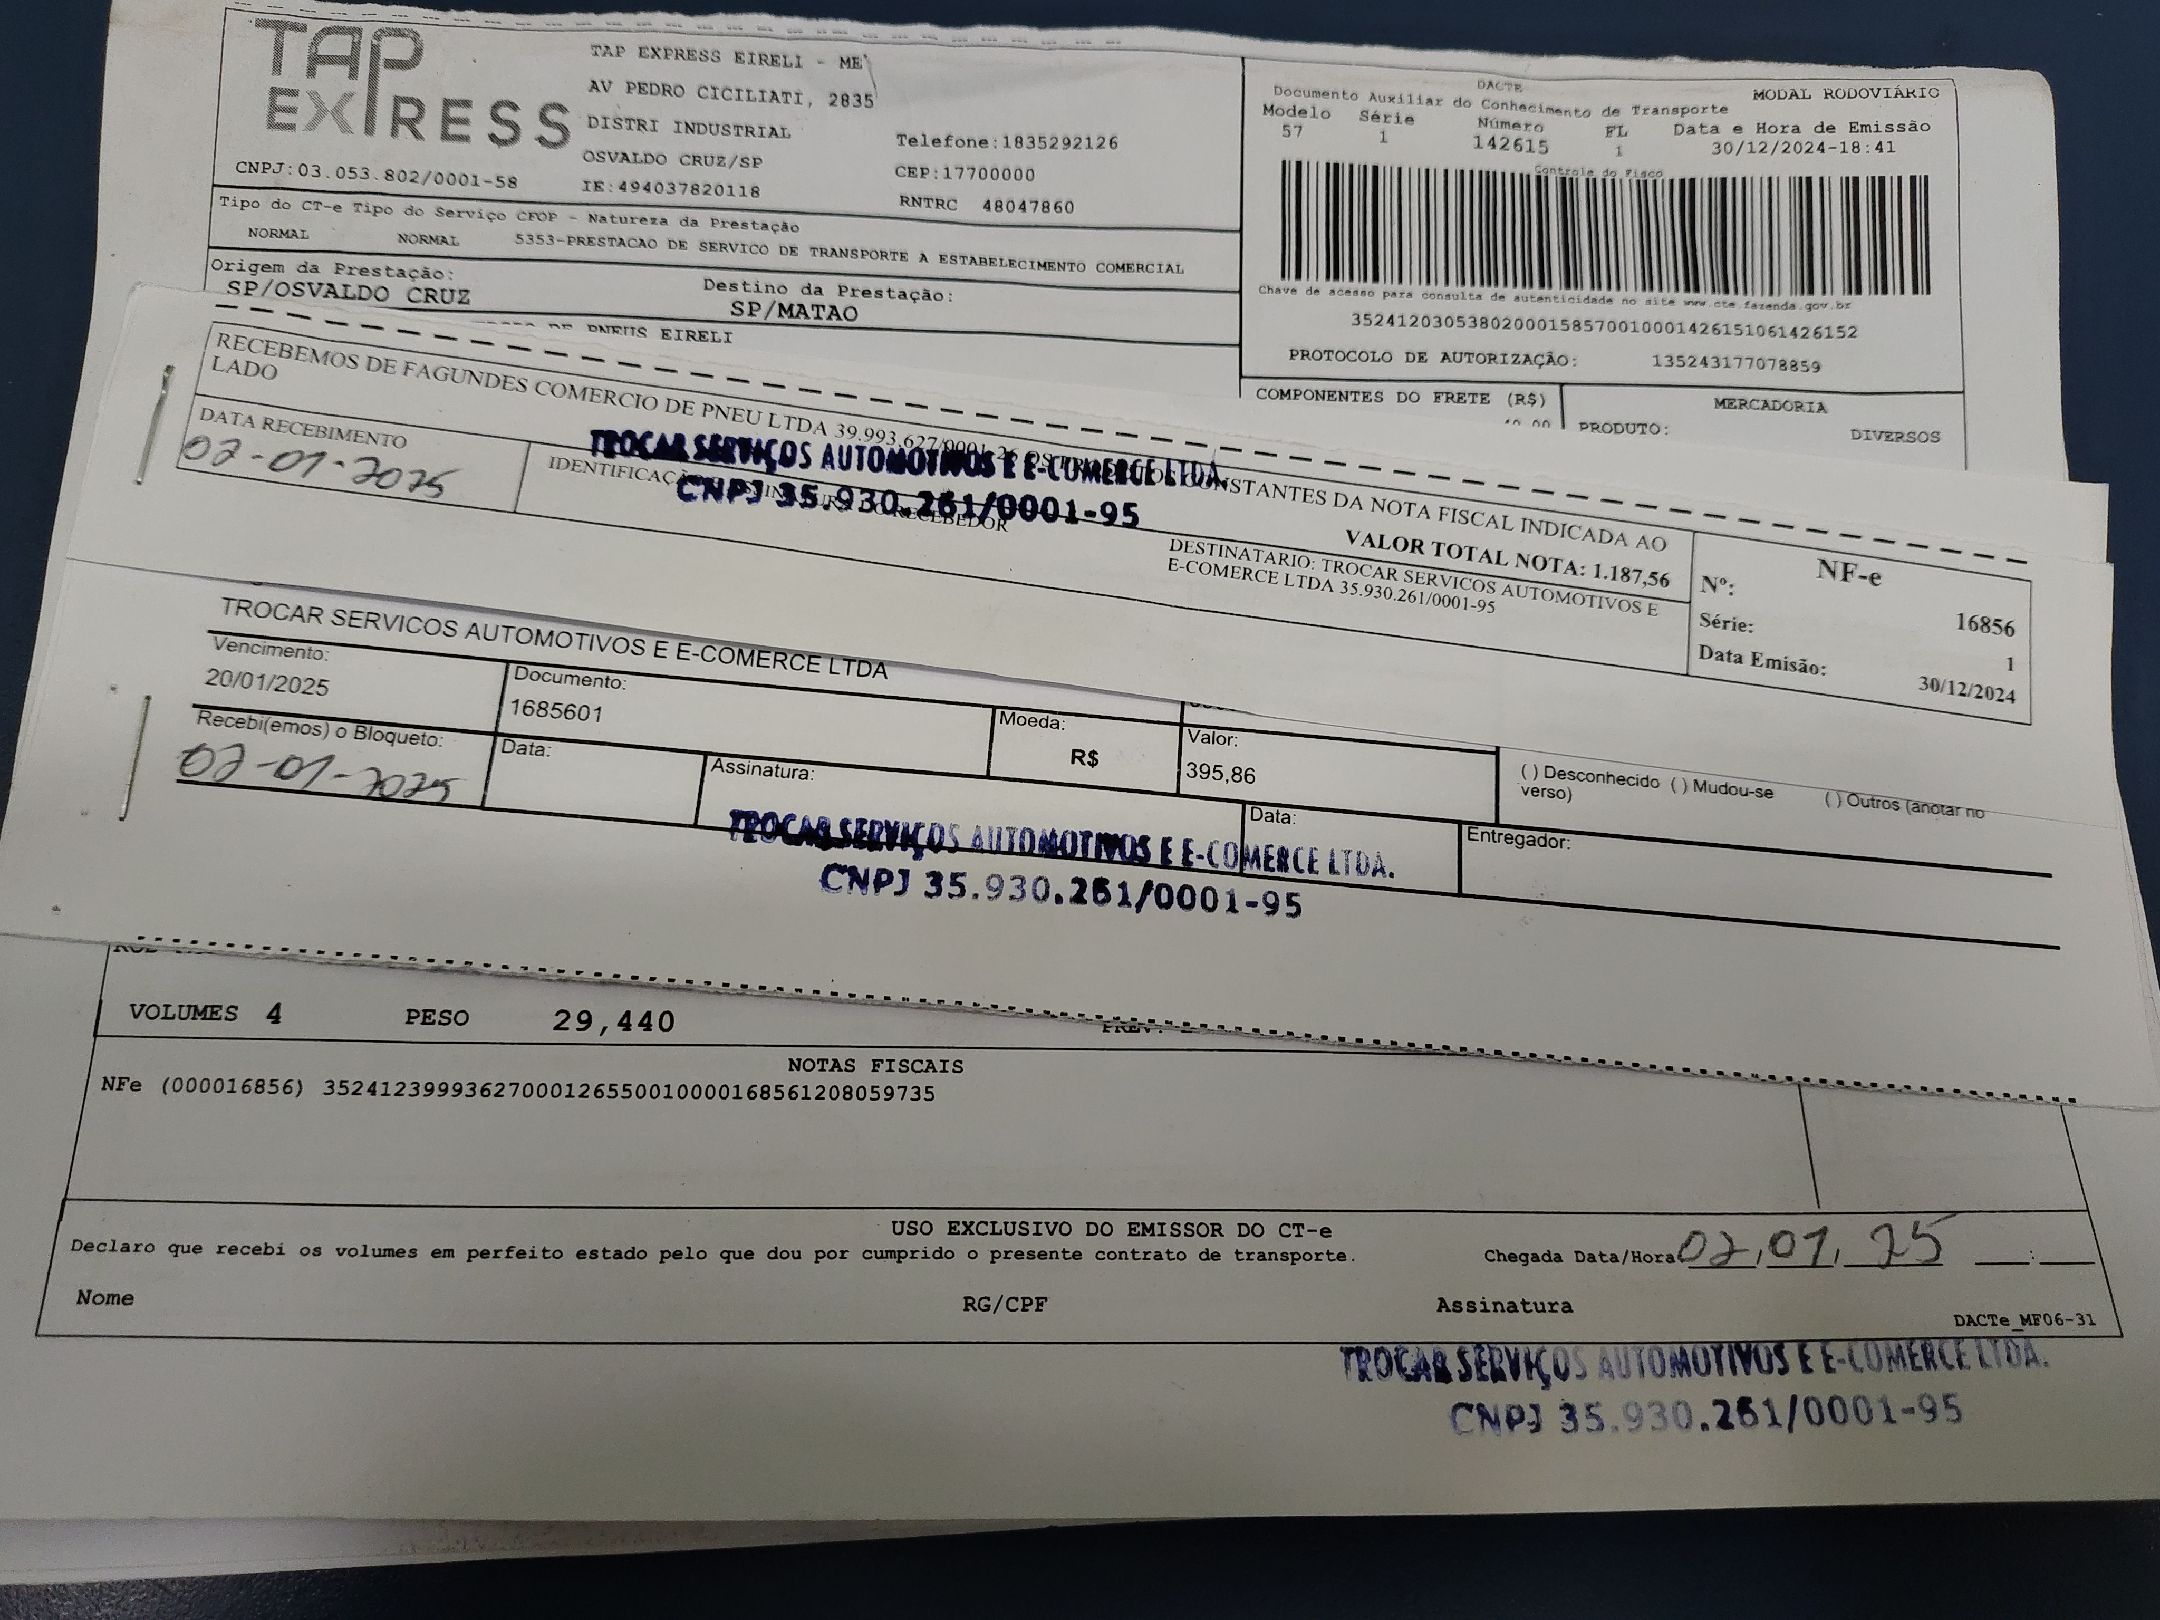 TAP EXPRESS
TAP EXPRESS EIRELI - ME
AV PEDRO CICILIATI, 2835
DISTRI INDUSTRIAL
OSVALDO CRUZ/SP
IE:494037820118
Telefone:1835292126
CEP:17700000
RNTRC 48047860
CNPJ:03.053.802/0001-58
DACTE
MODAL RODOVIÁRIO
Documento Auxiliar do Conhecimento de Transporte
Modelo Série Número FL Data e Hora de Emissão
57 1 142615 1 30/12/2024-18:41
Controle do Fisco
Chave de acesso para consulta de autenticidade no site www.cte.fazenda.gov.br
35241203053802000158570010001426151061426152
PROTOCOLO DE AUTORIZAÇÃO: 135243177078859
Tipo do CT-e Tipo do Serviço CFOP - Natureza da Prestação
NORMAL NORMAL 5353-PRESTACAO DE SERVICO DE TRANSPORTE A ESTABELECIMENTO COMERCIAL
Origem da Prestação: Destino da Prestação:
SP/OSVALDO CRUZ SP/MATAO
DE PNEUS EIRELI
COMPONENTES DO FRETE (R$)
MERCADORIA
PRODUTO: DIVERSOS
RECEBEMOS DE FAGUNDES COMERCIO DE PNEU LTDA 39.993.627/0001-26 OS CONSTANTES DA NOTA FISCAL INDICADA AO
LADO
VALOR TOTAL NOTA: 1.187,56
DATA RECEBIMENTO
02-01-2025
IDENTIFICAÇÃO RECEBEDOR
TROCAR SERVIÇOS AUTOMOTIVOS E E-COMERCE LTDA.
CNPJ 35.930.261/0001-95
DESTINATARIO: TROCAR SERVICOS AUTOMOTIVOS E
E-COMERCE LTDA 35.930.261/0001-95
NF-e
Nº: 16856
Série: 1
Data Emisão: 30/12/2024
TROCAR SERVICOS AUTOMOTIVOS E E-COMERCE LTDA
Vencimento: Documento: Moeda: Valor:
20/01/2025 1685601 R$ 395,86
( ) Desconhecido ( ) Mudou-se ( ) Outros (anotar no
verso)
Recebi(emos) o Bloqueto: Data: Assinatura: Data: Entregador:
02-01-2025
TROCAR SERVIÇOS AUTOMOTIVOS E E-COMERCE LTDA.
CNPJ 35.930.261/0001-95
VOLUMES 4 PESO 29,440
NOTAS FISCAIS
NFe (000016856) 35241239993627000126550010000168561208059735
USO EXCLUSIVO DO EMISSOR DO CT-e
Declaro que recebi os volumes em perfeito estado pelo que dou por cumprido o presente contrato de transporte.
Chegada Data/Hora 02,01,25 :
Nome RG/CPF Assinatura
DACTe_MF06-31
TROCAR SERVIÇOS AUTOMOTIVOS E E-COMERCE LTDA.
CNPJ 35.930.261/0001-95